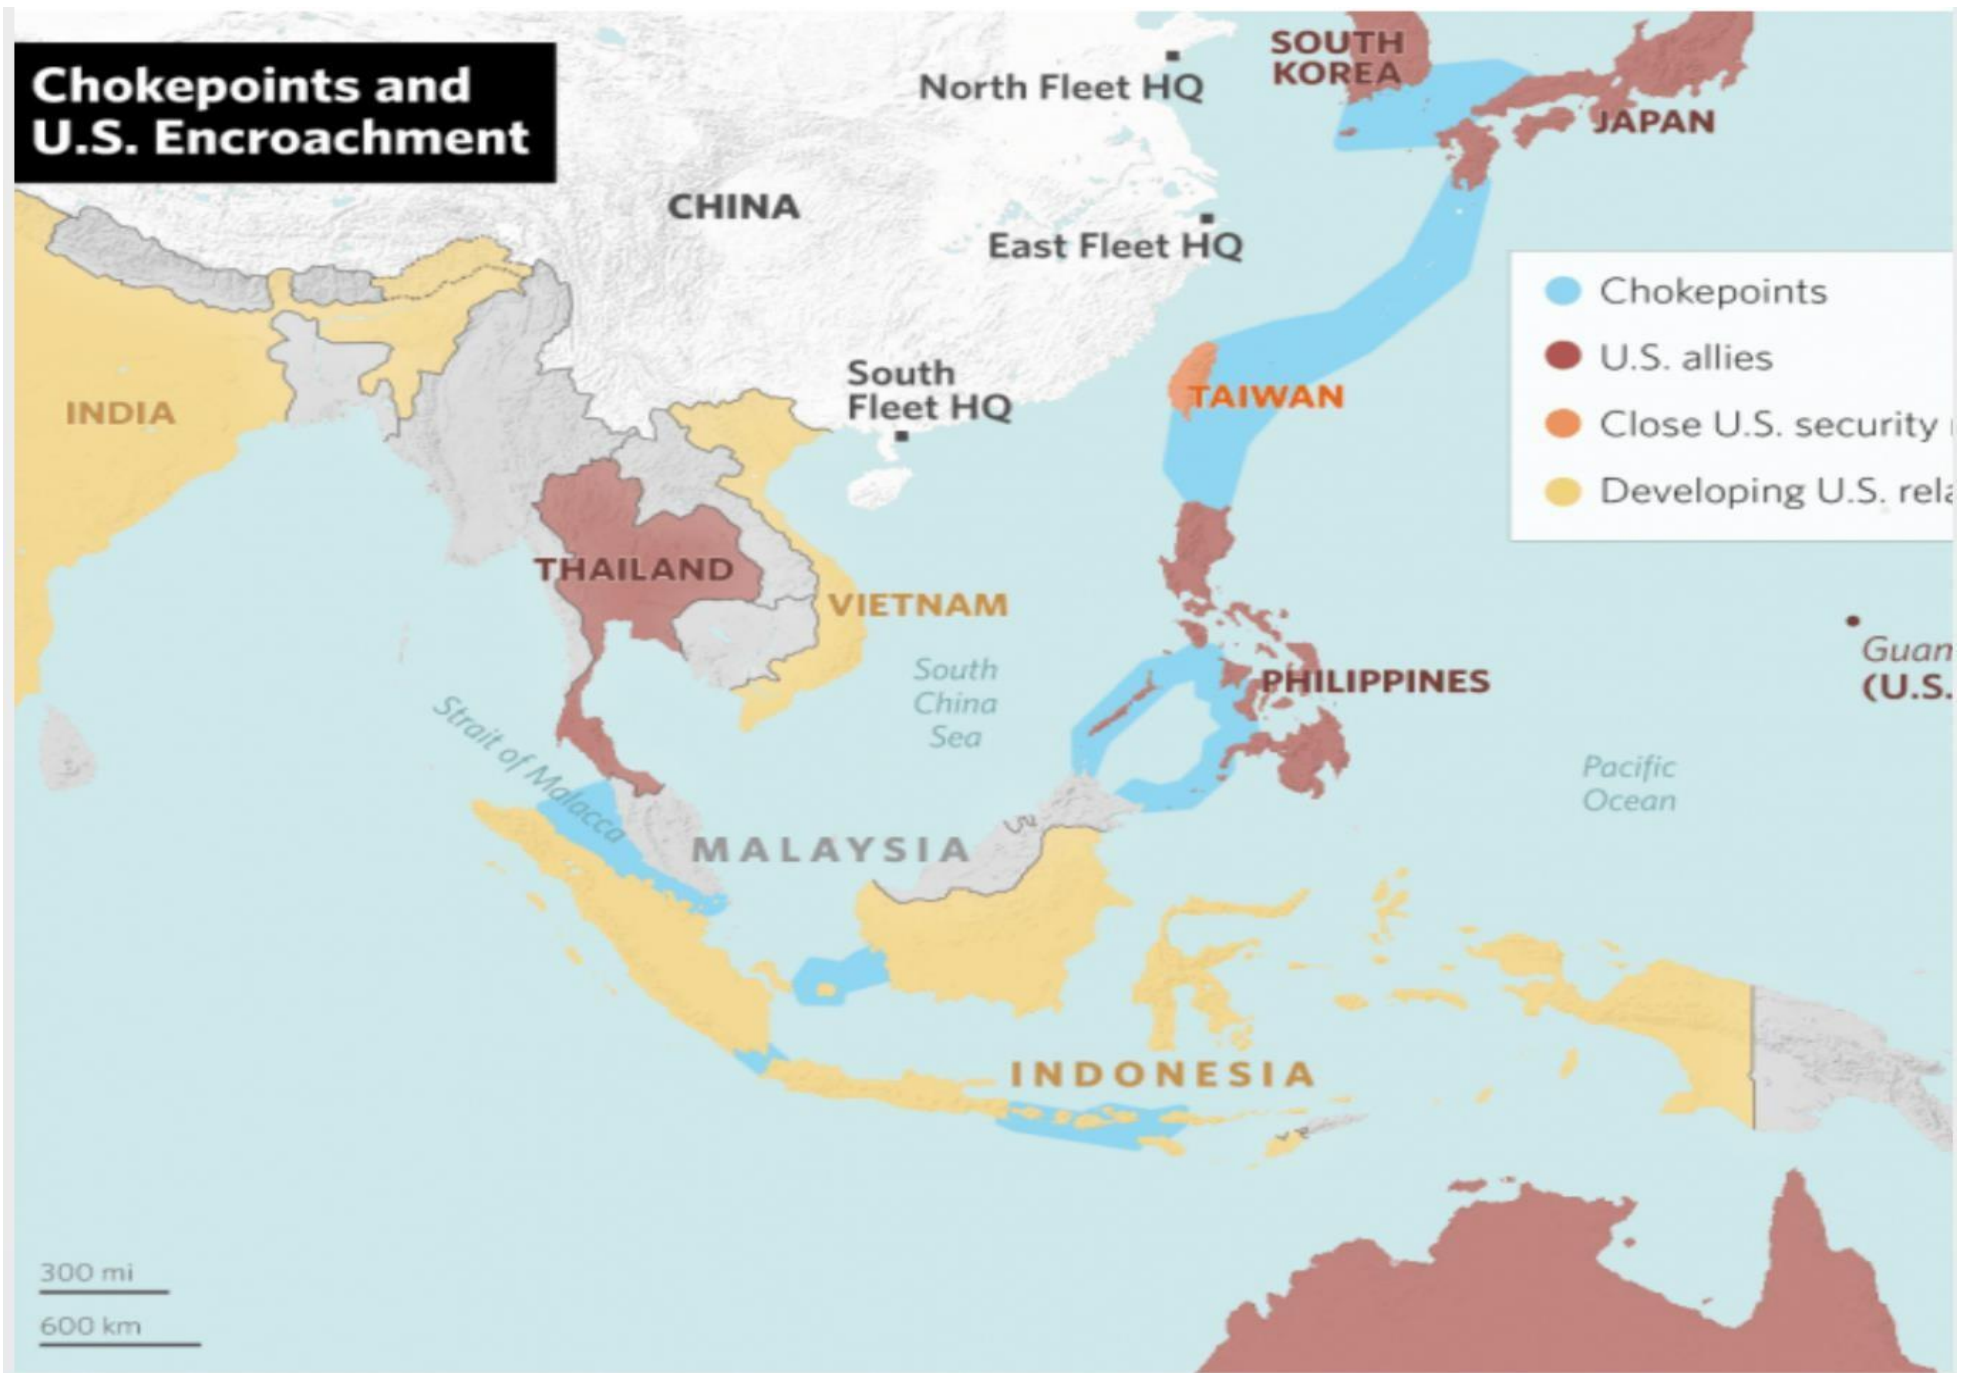 Chokepoints and
U.S. Encroachment
North Fleet HQ
SOUTH
KOREA
JAPAN
CHINA
East Fleet HQ
Chokepoints
U.S. allies
Close U.S. security
Developing U.S. rela
South
Fleet HQ
TAIWAN
INDIA
THAILAND
VIETNAM
South
China
Sea
PHILIPPINES
Guan
(U.S.
Strait of Malacca
Pacific
Ocean
MALAYSIA
INDONESIA
300 mi
600 km